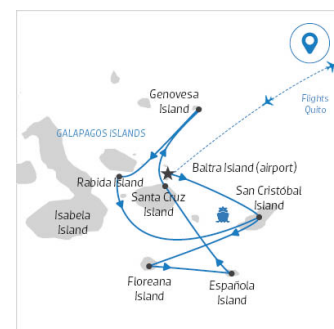 Genovesa
Island
Flights
Quito
GALAPAGOS ISLANDS
Baltra Island (airport)
Rabida Island
Santa Cruz
Island
San Cristóbal
Island
Isabela
Island
Floreana
Island
Española
Island